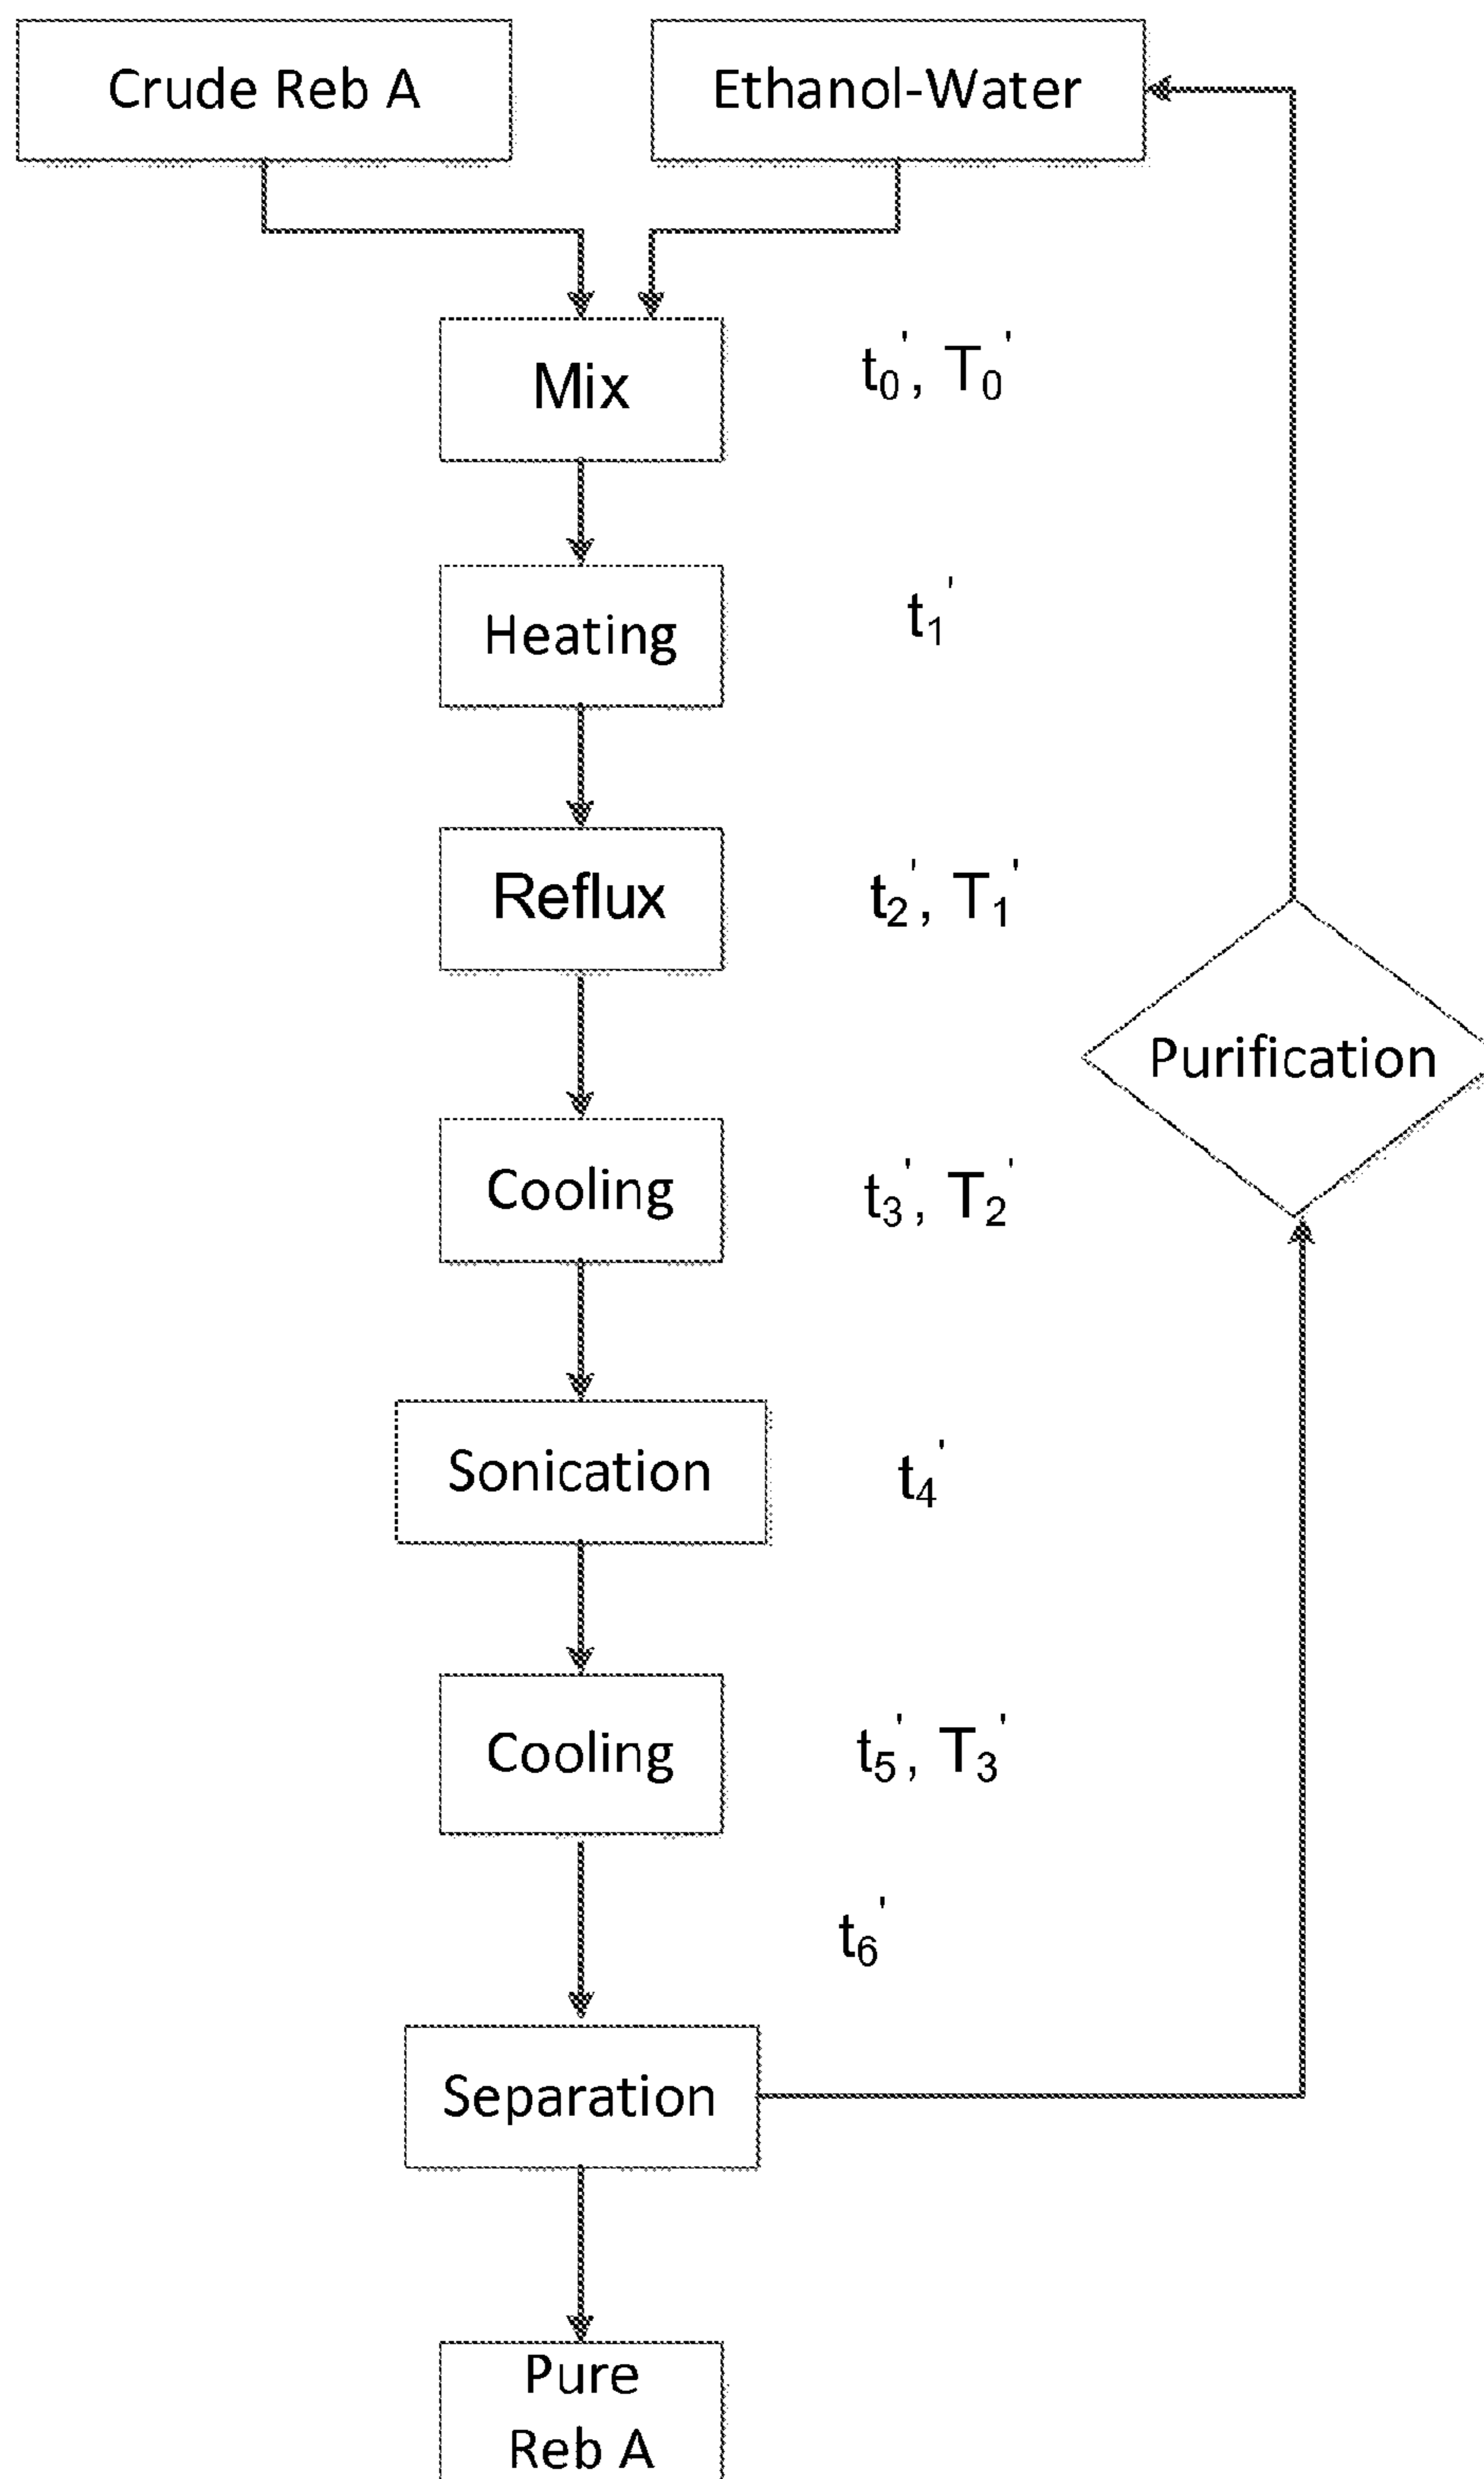 Crude Reb A
Ethanol-Water
Mix
t₀', T₀'
Heating
t₁'
Reflux
t₂', T₁'
Purification
Cooling
t₃', T₂'
Sonication
t₄'
Cooling
t₅', T₃'
t₆'
Separation
Pure
Reb A